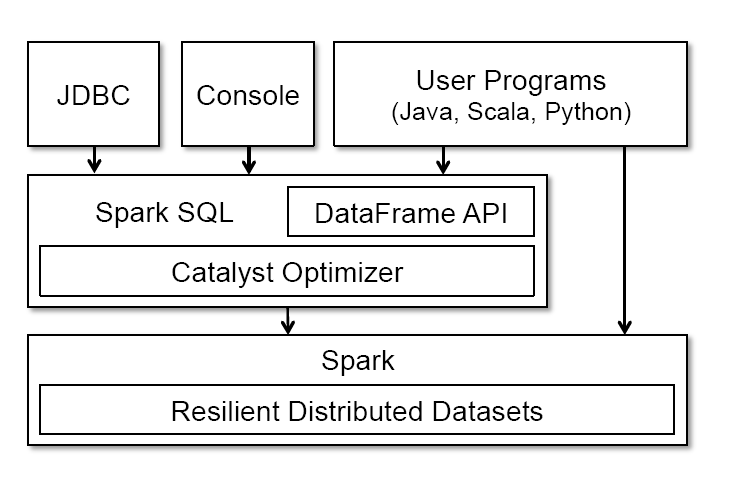 JDBC
Console
User Programs
(Java, Scala, Python)
Spark SQL
DataFrame API
Catalyst Optimizer
Spark
Resilient Distributed Datasets